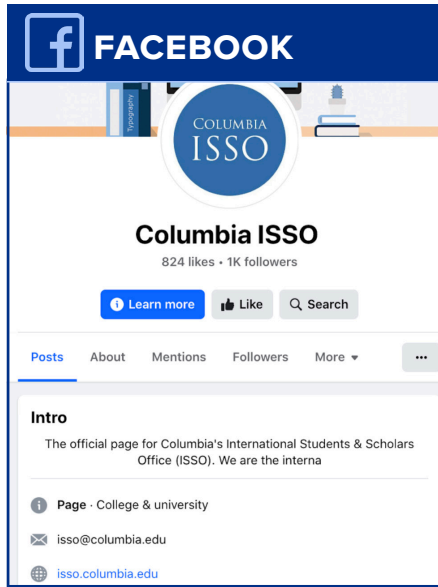 f FACEBOOK
Typography
COLUMBIA
ISSO
Columbia ISSO
824 likes • 1K followers
Learn more Like Search
Posts About Mentions Followers More
Intro
The official page for Columbia's International Students & Scholars
Office (ISSO). We are the interna
Page · College & university
isso@columbia.edu
isso.columbia.edu